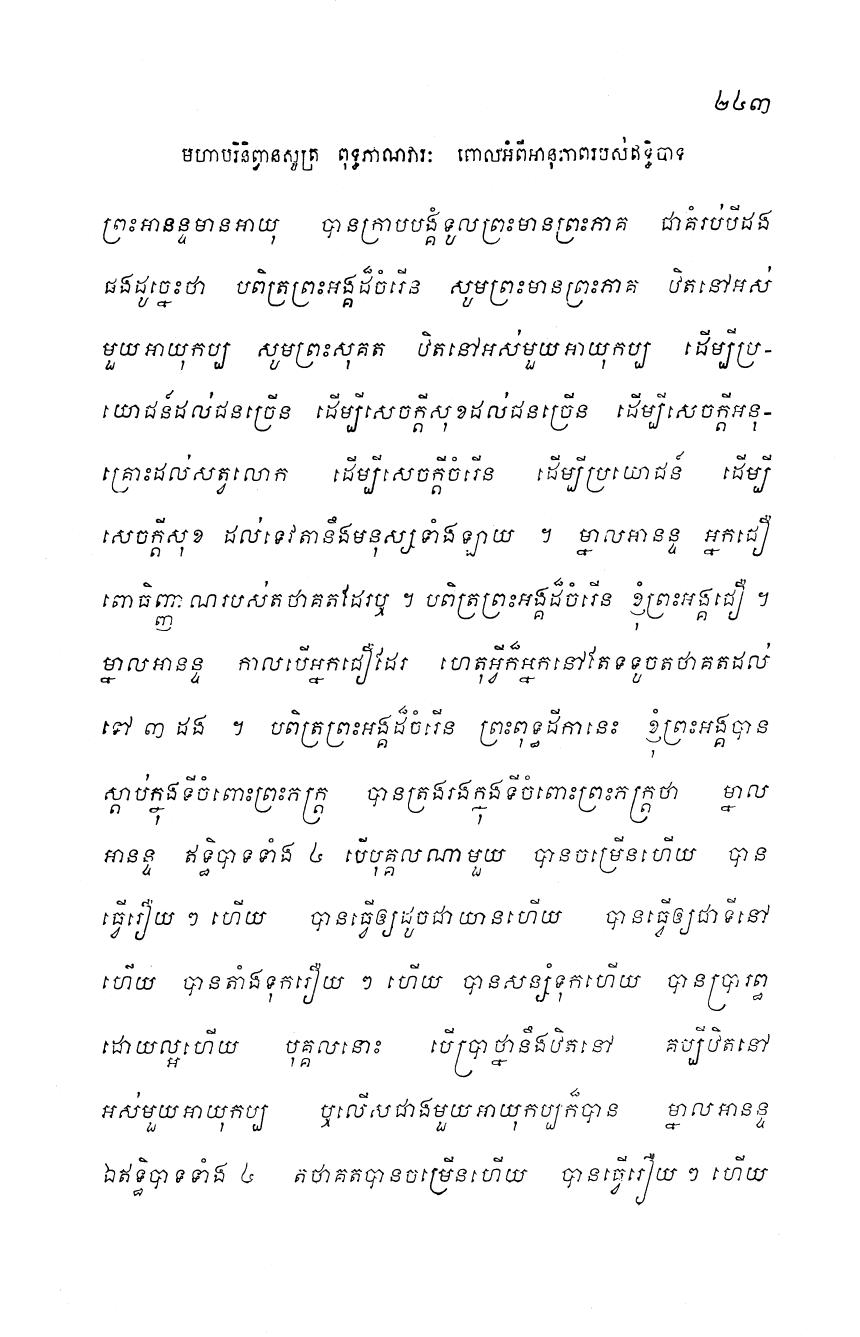 ២៤៣
មហាបរិនិព្វានសូត្រ ពុទ្ធភាណវារៈ ពោលអំពីអានុភាពរបស់ឥទ្ធិបាទ
ព្រះអានន្ទមានអាយុ បានក្រាបបង្គំទូលព្រះមានព្រះភាគ ជាគំរប់បីដង
ផងដូច្នេះថា បពិត្រព្រះអង្គដ៏ចំរើន សូមព្រះមានព្រះភាគ ឋិតនៅអស់
មួយអាយុកប្ប សូមព្រះសុគត ឋិតនៅអស់មួយអាយុកប្ប ដើម្បីប្រ-
យោជន៍ដល់ជនច្រើន ដើម្បីសេចក្តីសុខដល់ជនច្រើន ដើម្បីសេចក្តីអនុ-
គ្រោះដល់សត្វលោក ដើម្បីសេចក្តីចំរើន ដើម្បីប្រយោជន៍ ដើម្បី
សេចក្តីសុខ ដល់ទេវតានឹងមនុស្សទាំងឡាយ ។ ម្នាលអានន្ទ អ្នកជឿ
ពោធិញ្ញាណរបស់តថាគតដែរឬ ។ បពិត្រព្រះអង្គដ៏ចំរើន ខ្ញុំព្រះអង្គជឿ ។
ម្នាលអានន្ទ កាលបើអ្នកជឿដែរ ហេតុអ្វីក៏អ្នកនៅតែទទូចតថាគតដល់
ទៅ ៣ ដង ។ បពិត្រព្រះអង្គដ៏ចំរើន ព្រះពុទ្ធដីកានេះ ខ្ញុំព្រះអង្គបាន
ស្តាប់ក្នុងទីចំពោះព្រះភក្ត្រ បានត្រងរងក្នុងទីចំពោះព្រះភក្ត្រថា ម្នាល
អានន្ទ ឥទ្ធិបាទទាំង ៤ បើបុគ្គលណាមួយ បានចម្រើនហើយ បាន
ធ្វើរឿយ ៗ ហើយ បានធ្វើឲ្យដូចជាយានហើយ បានធ្វើឲ្យជាទីនៅ
ហើយ បានតាំងទុករឿយ ៗ ហើយ បានសន្សំទុកហើយ បានប្រារព្ធ
ដោយល្អហើយ បុគ្គលនោះ បើប្រាថ្នានឹងឋិតនៅ គប្បីឋិតនៅ
អស់មួយអាយុកប្ប ឬលើសជាងមួយអាយុកប្បក៏បាន ម្នាលអានន្ទ
ឯឥទ្ធិបាទទាំង ៤ តថាគតបានចម្រើនហើយ បានធ្វើរឿយ ៗ ហើយ